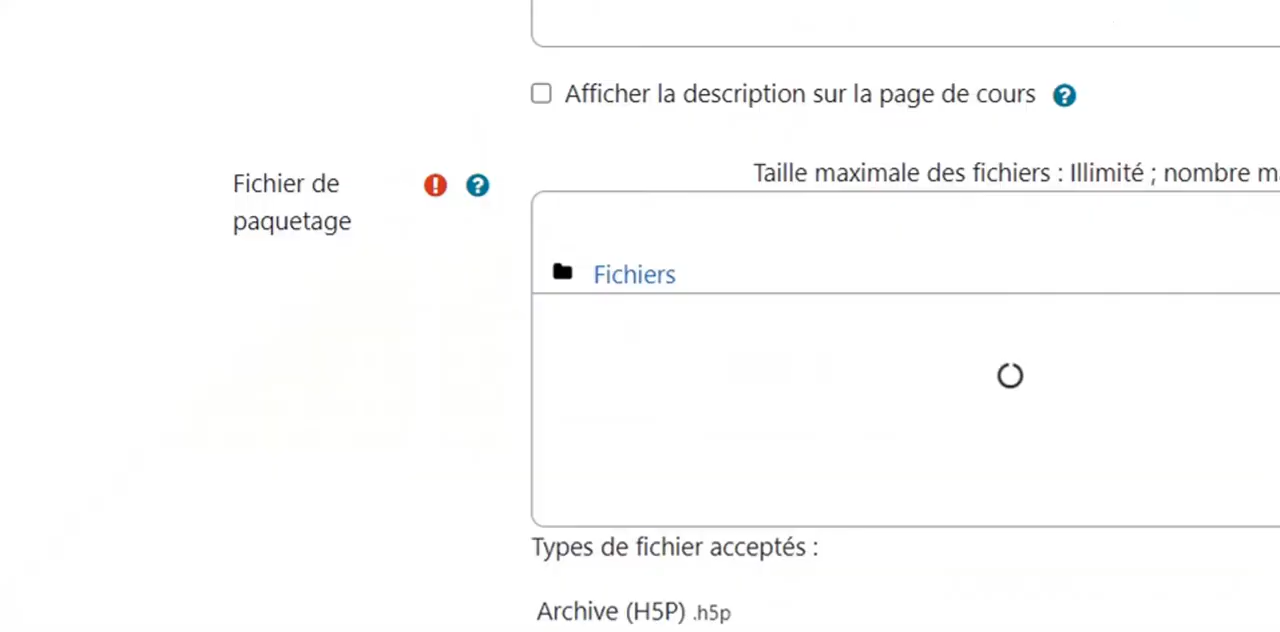 Afficher la description sur la page de cours
Taille maximale des fichiers : Illimité ; nombre
Fichier de
paquetage
Fichiers
Types de fichier acceptés :
Archive (H5P) .h5p